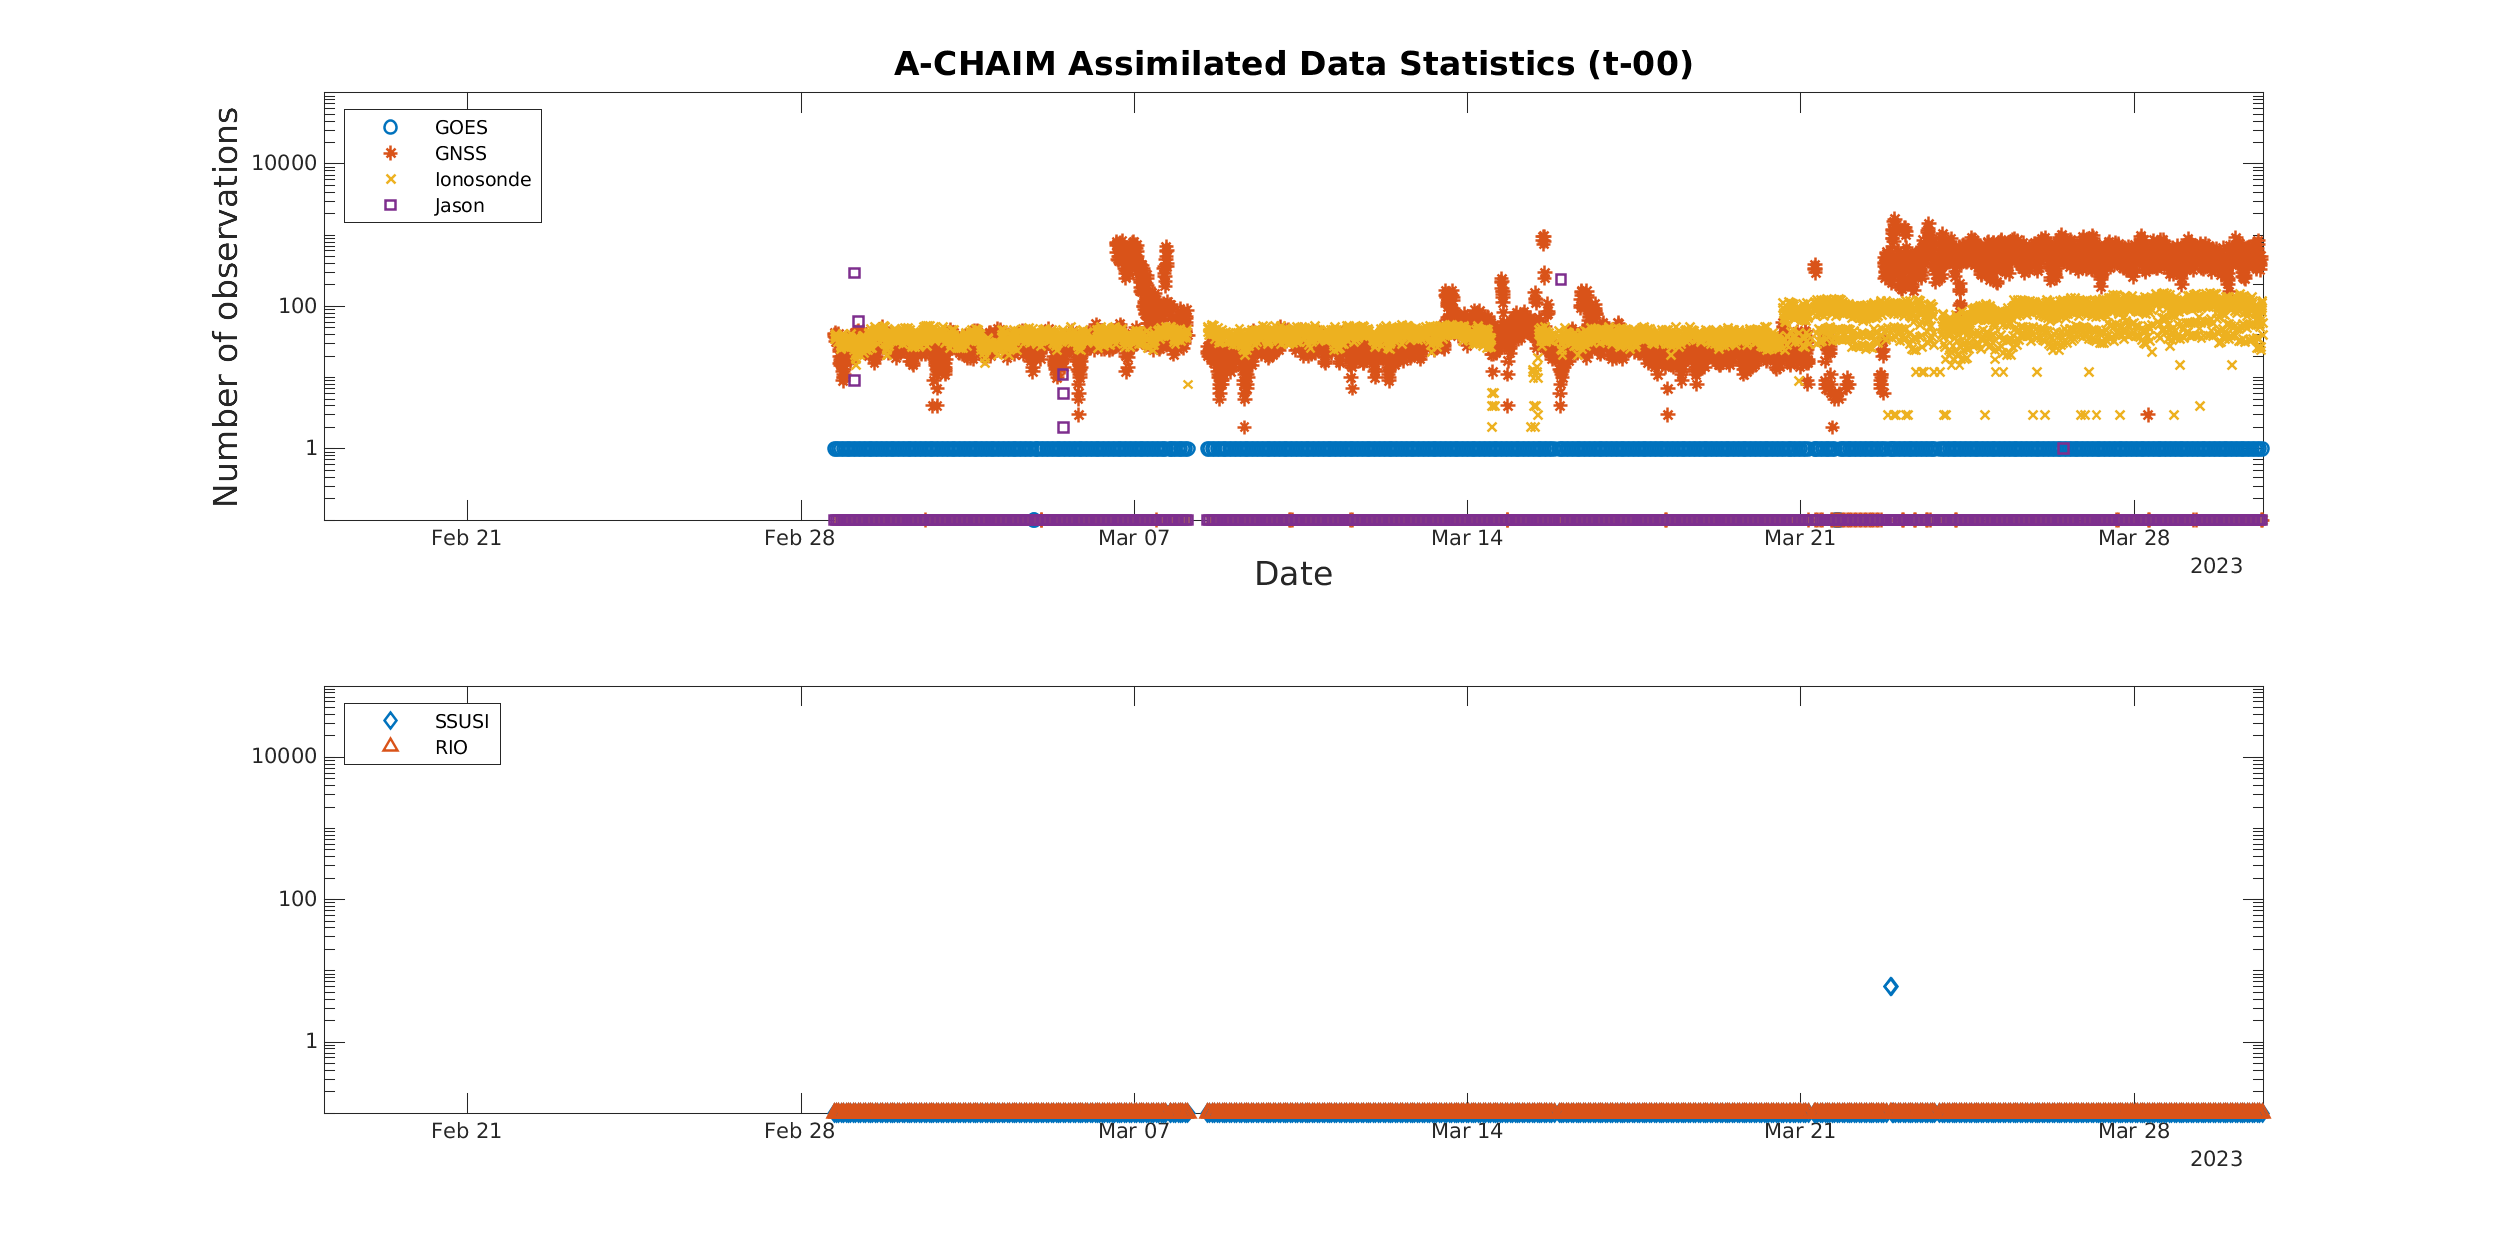 A-CHAIM Assimilated Data Statistics (t-00)
Number of observations
10000
100
1
GOES
GNSS
Ionosonde
Jason
Feb 21 Feb 28 Mar 07 Mar 14 Mar 21 Mar 28
2023
Date
10000
100
1
SSUSI
RIO
Feb 21 Feb 28 Mar 07 Mar 14 Mar 21 Mar 28
2023